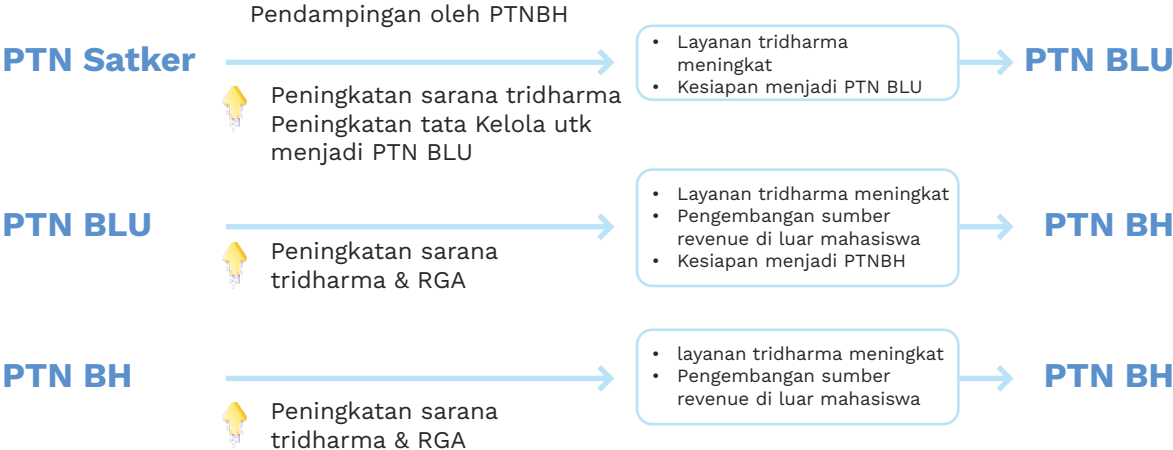 Pendampingan oleh PTNBH
PTN Satker
Peningkatan sarana tridharma
Peningkatan tata Kelola utk
menjadi PTN BLU
• Layanan tridharma
meningkat
• Kesiapan menjadi PTN BLU
PTN BLU
PTN BLU
Peningkatan sarana
tridharma & RGA
• Layanan tridharma meningkat
• Pengembangan sumber
revenue di luar mahasiswa
• Kesiapan menjadi PTNBH
PTN BH
PTN BH
Peningkatan sarana
tridharma & RGA
• layanan tridharma meningkat
• Pengembangan sumber
revenue di luar mahasiswa
PTN BH